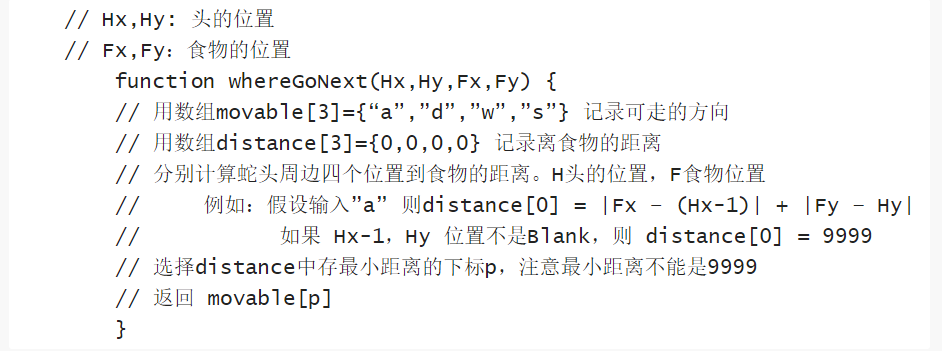 // Hx,Hy: 头的位置
// Fx,Fy：食物的位置
function whereGoNext(Hx,Hy,Fx,Fy) {
// 用数组movable[3]={“a”,”d”,”w”,”s”} 记录可走的方向
// 用数组distance[3]={0,0,0,0} 记录离食物的距离
// 分别计算蛇头周边四个位置到食物的距离。H头的位置，F食物位置
// 例如：假设输入”a” 则distance[0] = |Fx – (Hx-1)| + |Fy – Hy|
// 如果 Hx-1，Hy 位置不是Blank，则 distance[0] = 9999
// 选择distance中存最小距离的下标p，注意最小距离不能是9999
// 返回 movable[p]
}